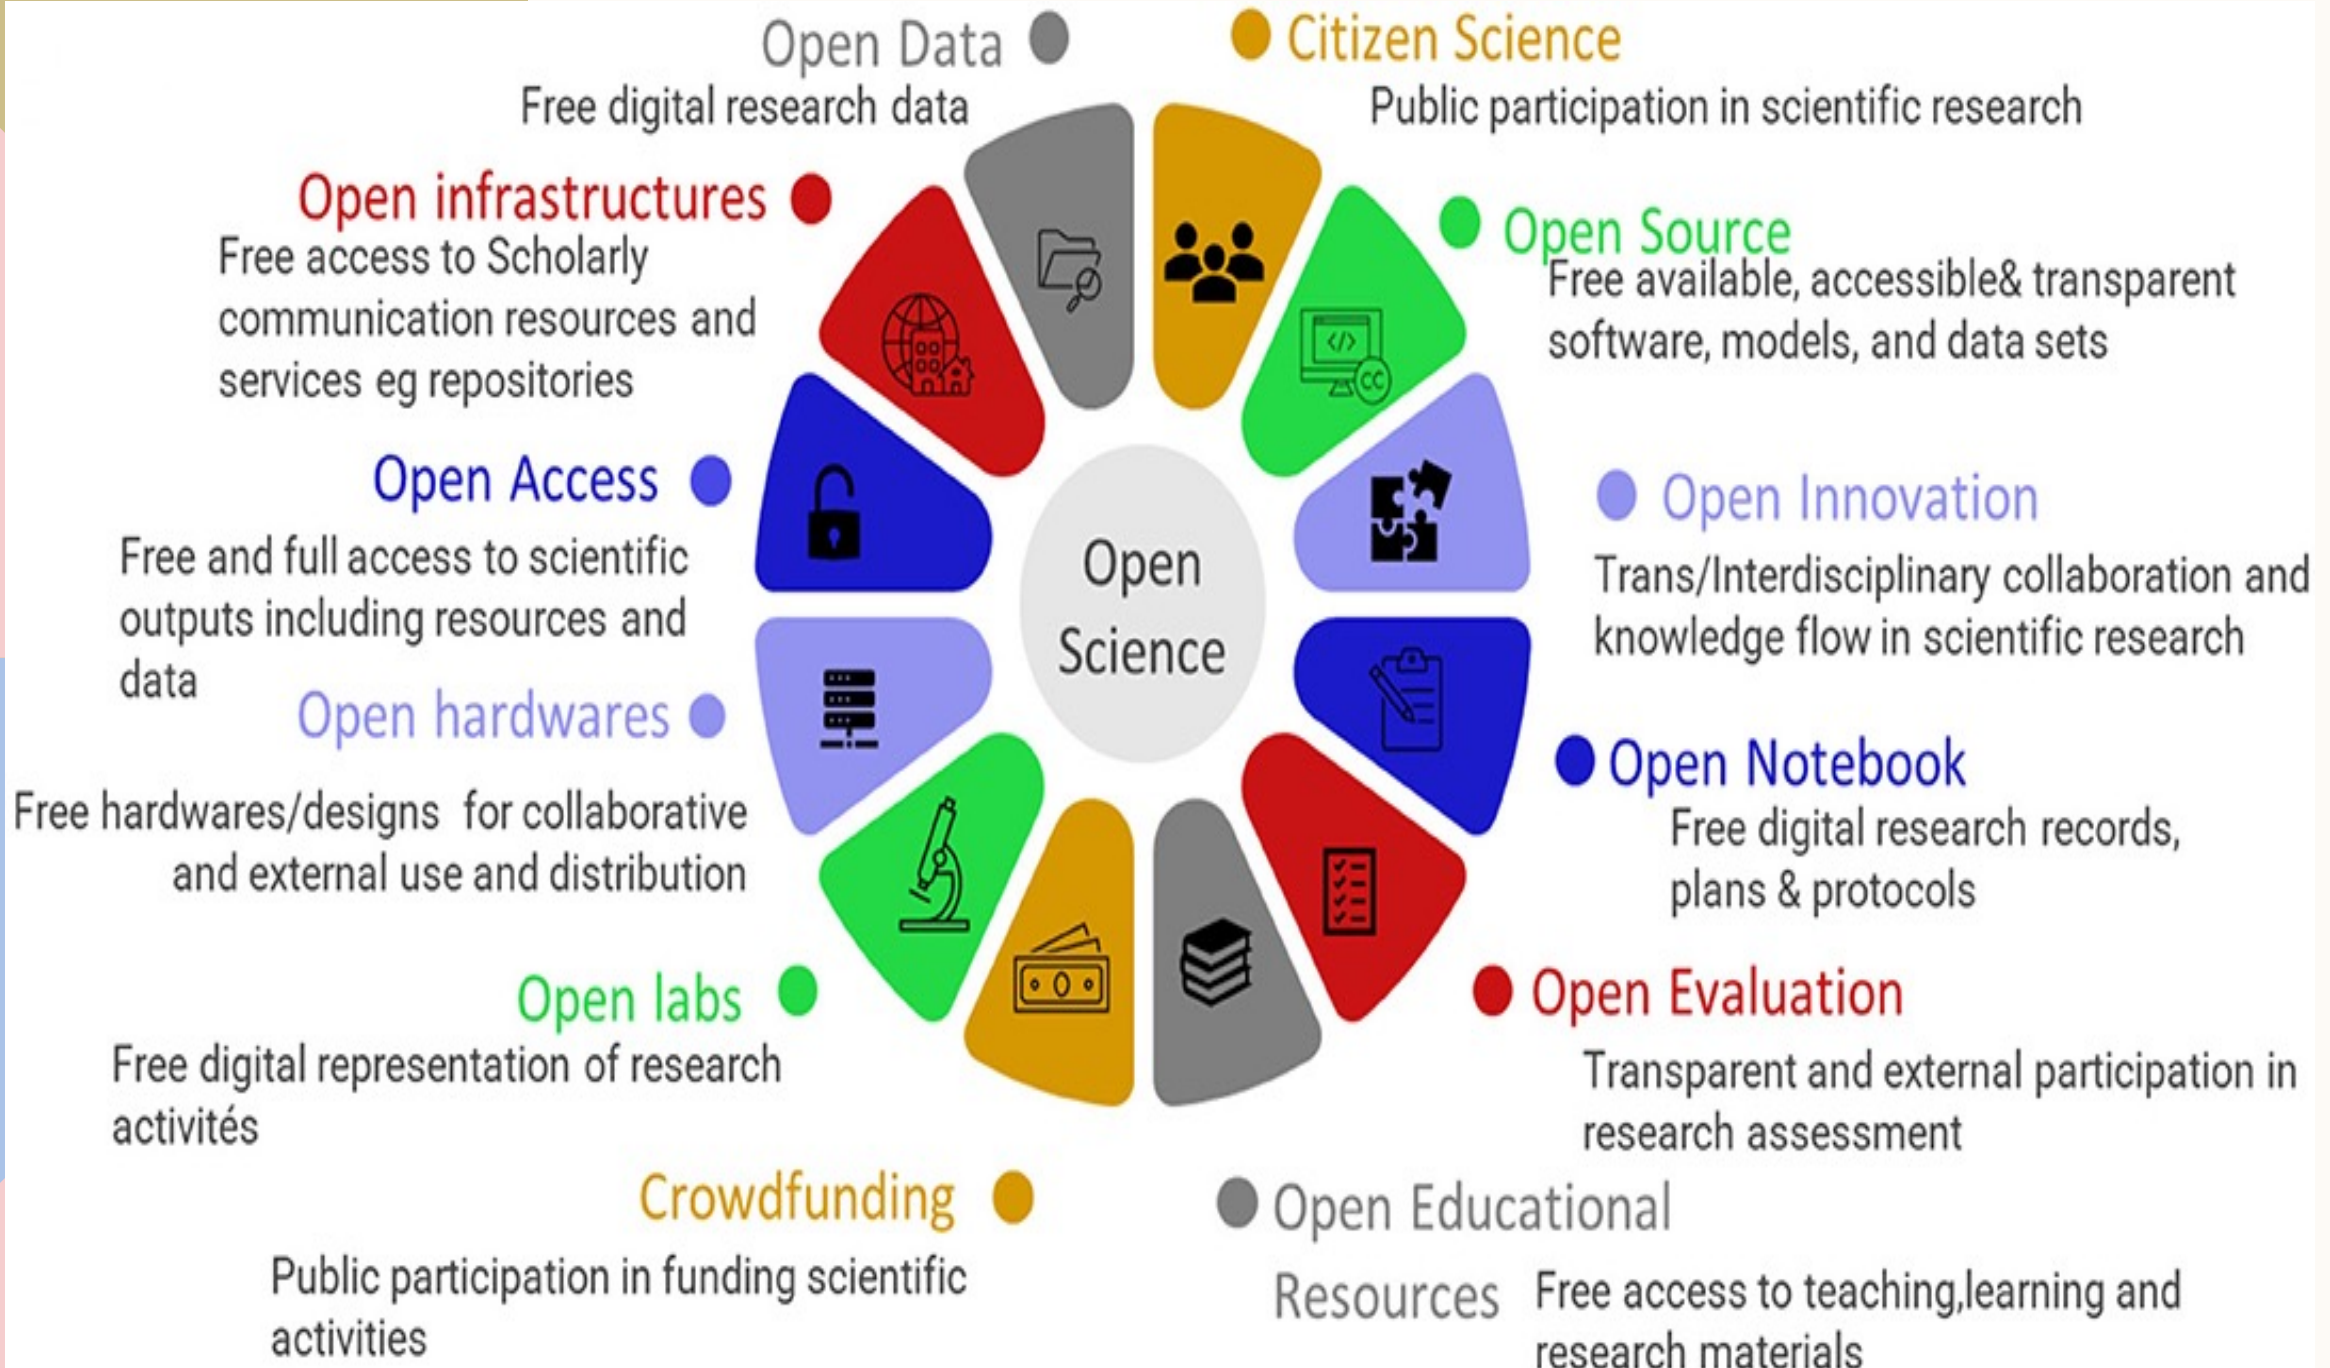 Open Data
Free digital research data
Citizen Science
Public participation in scientific research
Open infrastructures
Free access to Scholarly
communication resources and
services eg repositories
Open Source
Free available, accessible& transparent
software, models, and data sets
Open Access
Free and full access to scientific
outputs including resources and
data
Open Innovation
Trans/Interdisciplinary collaboration and
knowledge flow in scientific research
Open
Science
</>
CC
Open hardwares
Free hardwares/designs for collaborative
and external use and distribution
Open Notebook
Free digital research records,
plans & protocols
Open labs
Free digital representation of research
activités
Open Evaluation
Transparent and external participation in
research assessment
Crowdfunding
Public participation in funding scientific
activities
Open Educational
Resources
Free access to teaching,learning and
research materials